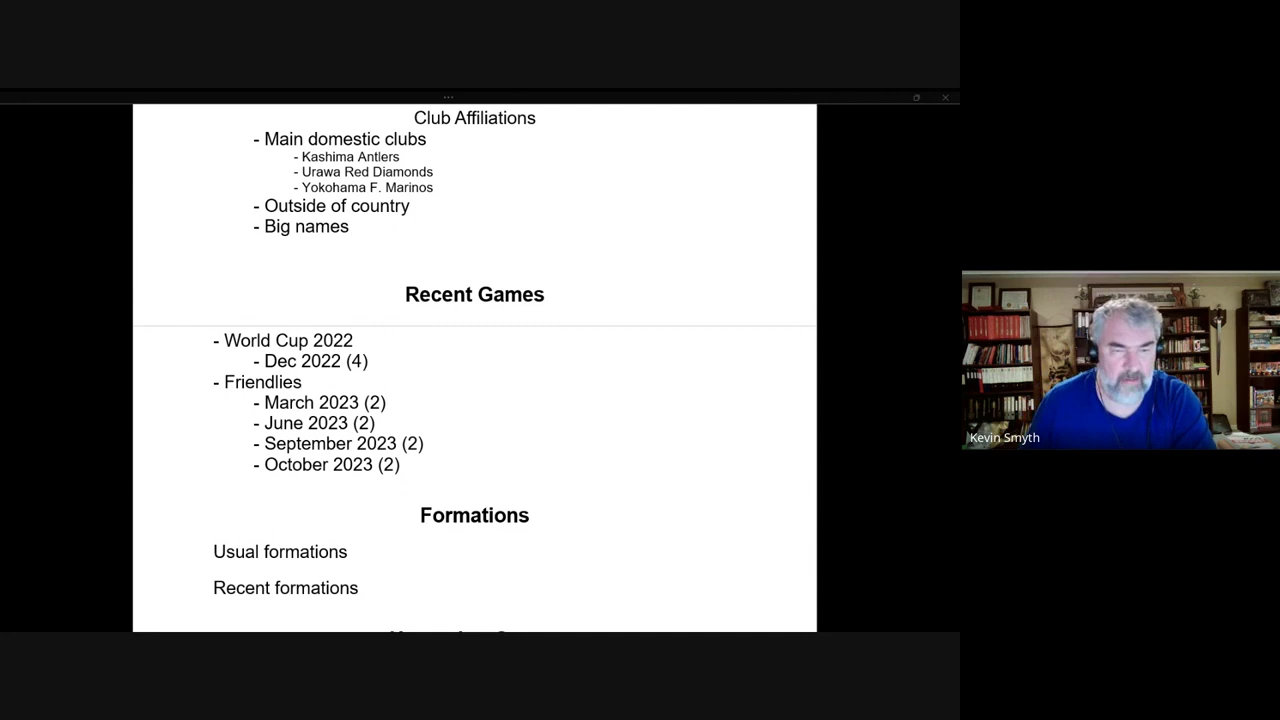 Club Affiliations
- Main domestic clubs
- Kashima Antlers
- Urawa Red Diamonds
- Yokohama F. Marinos
- Outside of country
- Big names
Recent Games
- World Cup 2022
- Dec 2022 (4)
- Friendlies
- March 2023 (2)
- June 2023 (2)
- September 2023 (2)
- October 2023 (2)
Formations
Usual formations
Recent formations
Kevin Smyth